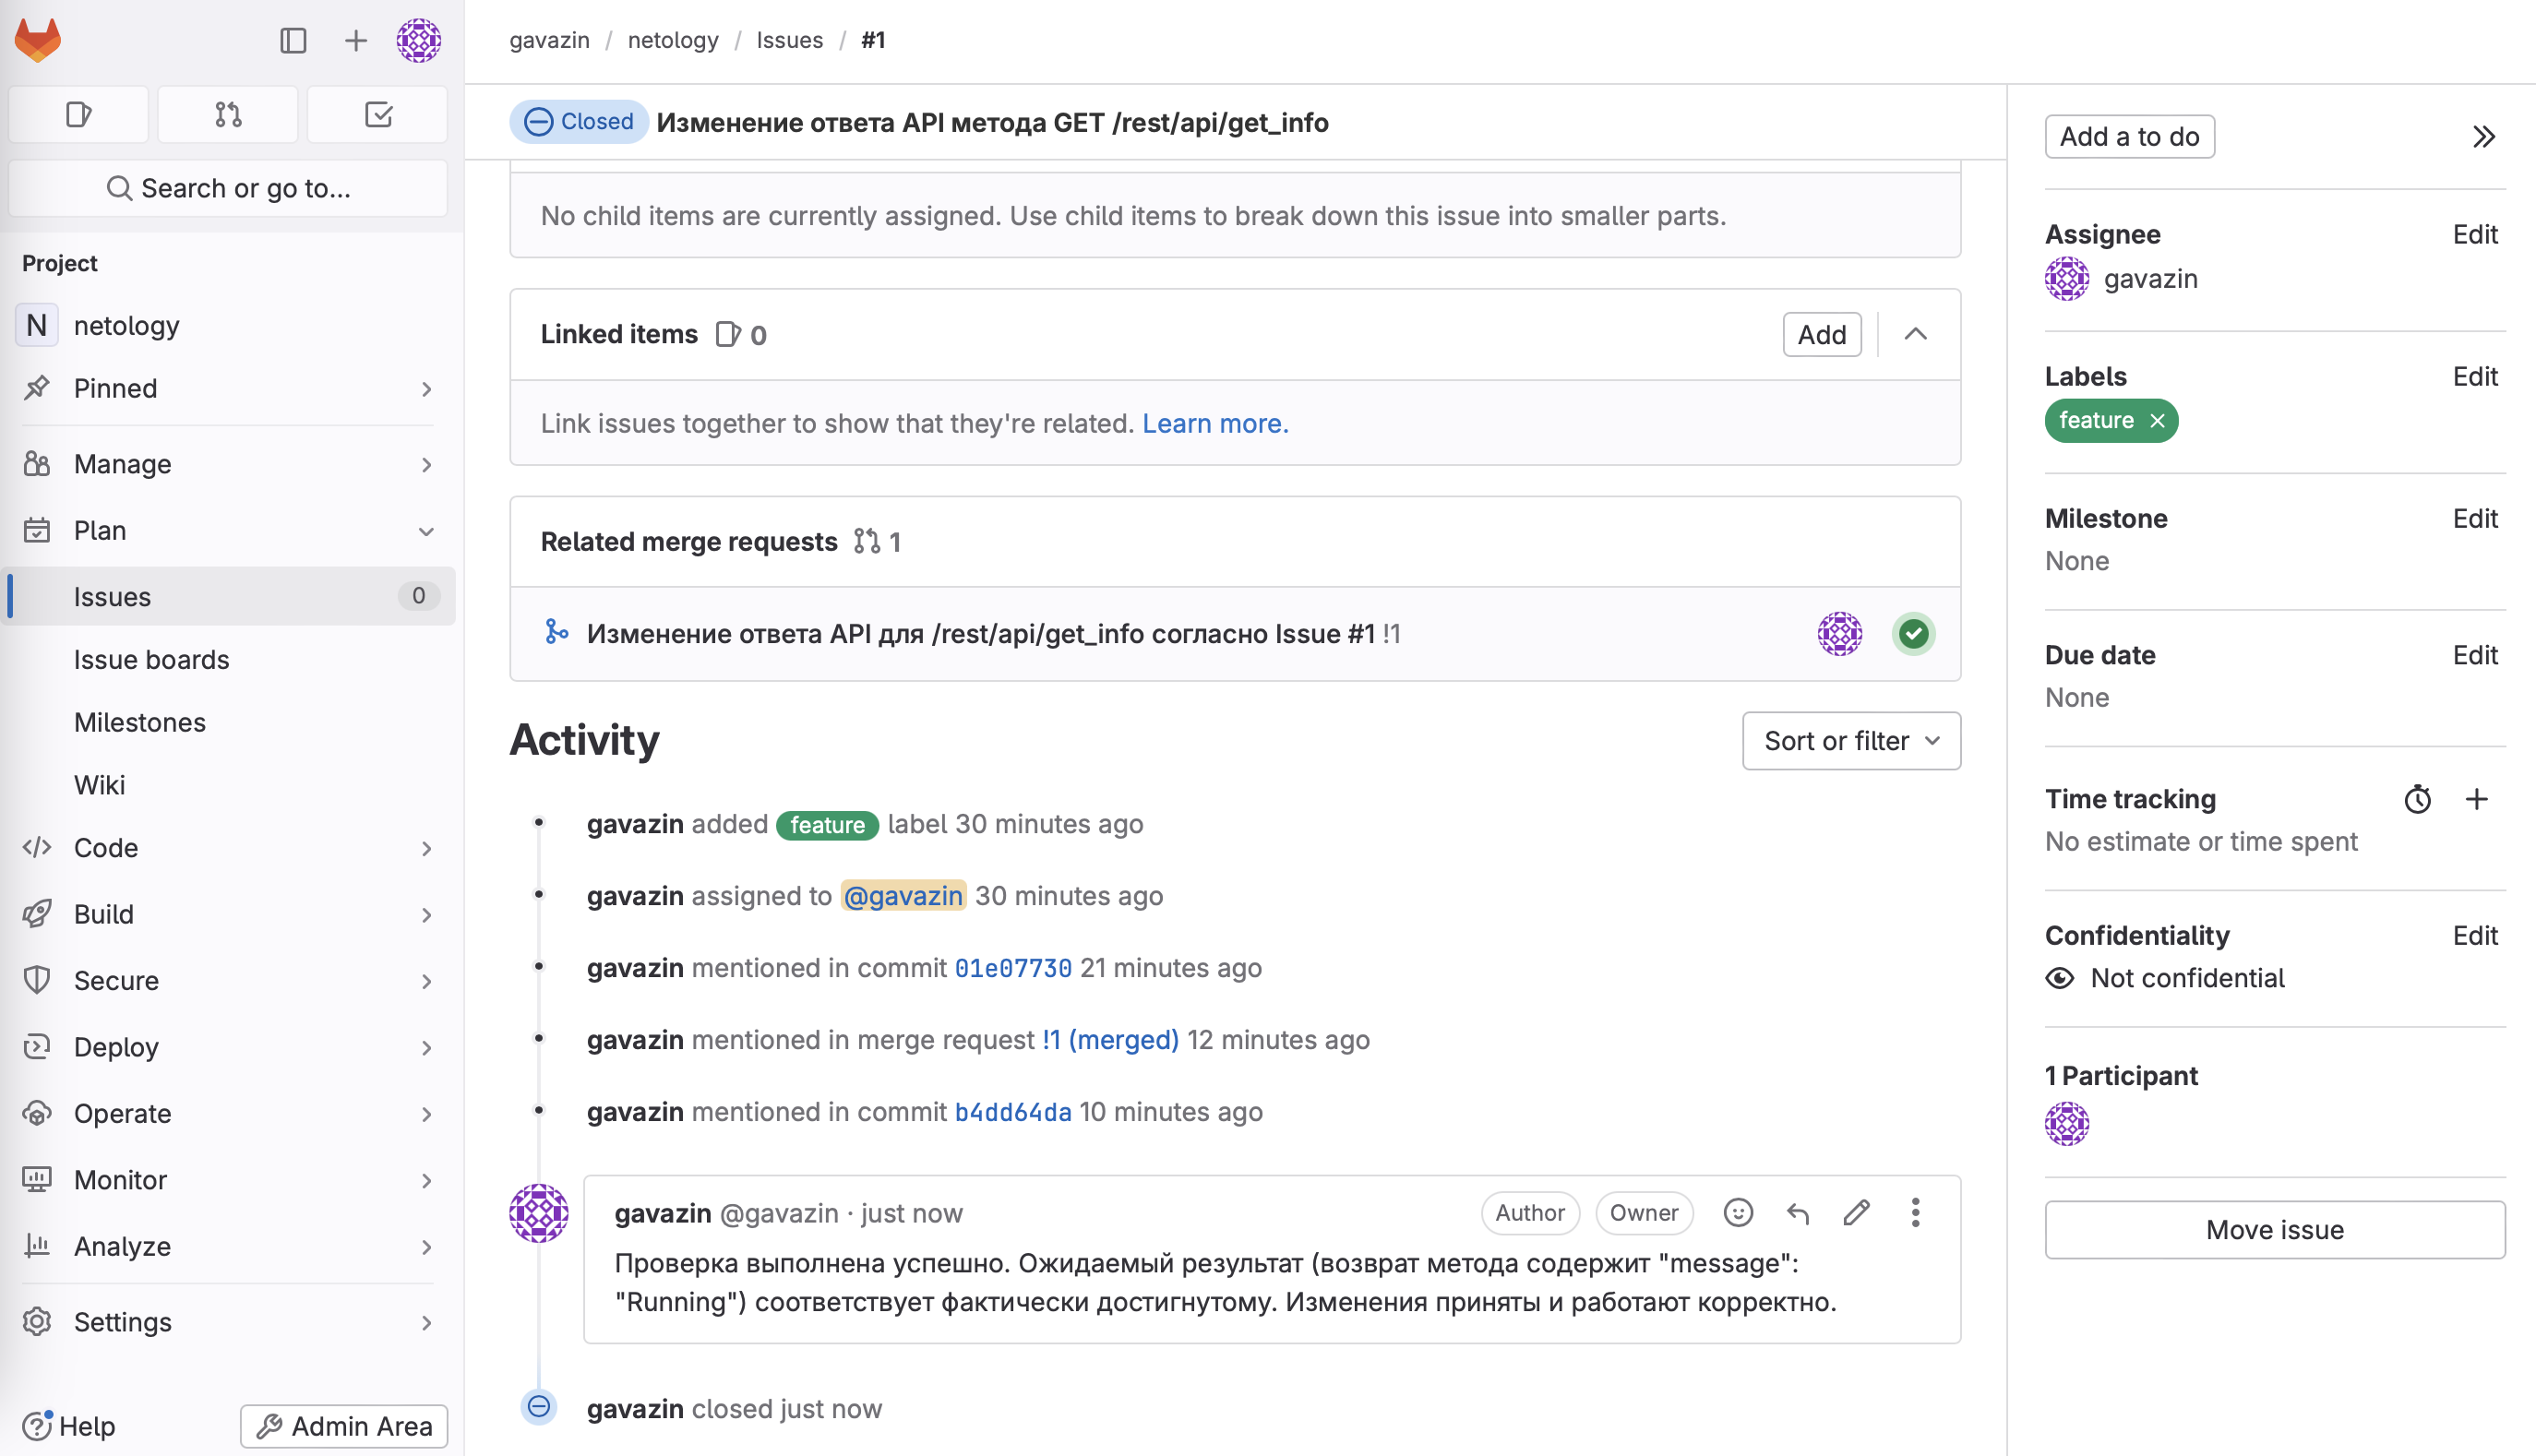 gavazin / netology / Issues / #1
Search or go to...
Project
N netology
Pinned
Manage
Plan
Issues 0
Issue boards
Milestones
Wiki
Code
Build
Secure
Deploy
Operate
Monitor
Analyze
Settings
Help
Admin Area
Closed Изменение ответа API метода GET /rest/api/get_info
No child items are currently assigned. Use child items to break down this issue into smaller parts.
Linked items 0 Add
Link issues together to show that they're related. Learn more.
Related merge requests 1
Изменение ответа API для /rest/api/get_info согласно Issue #1 !1
Activity
Sort or filter
gavazin added feature label 30 minutes ago
gavazin assigned to @gavazin 30 minutes ago
gavazin mentioned in commit 01e07730 21 minutes ago
gavazin mentioned in merge request !1 (merged) 12 minutes ago
gavazin mentioned in commit b4dd64da 10 minutes ago
gavazin @gavazin · just now Author Owner
Проверка выполнена успешно. Ожидаемый результат (возврат метода содержит "message":
"Running") соответствует фактически достигнутому. Изменения приняты и работают корректно.
gavazin closed just now
Add a to do
Assignee Edit
gavazin
Labels Edit
feature
Milestone Edit
None
Due date Edit
None
Time tracking
No estimate or time spent
Confidentiality Edit
Not confidential
1 Participant
Move issue